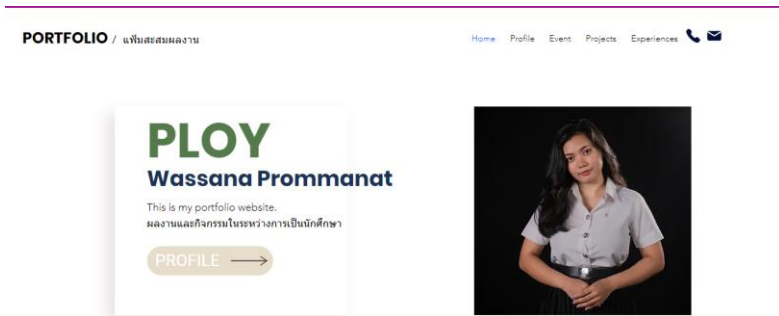 PORTFOLIO / แฟ้มสะสมผลงาน
Home Profile Event Projects Experiences
PLOY
Wassana Prommanat
This is my portfolio website.
ผลงานและกิจกรรมในระหว่างการเป็นนักศึกษา
PROFILE